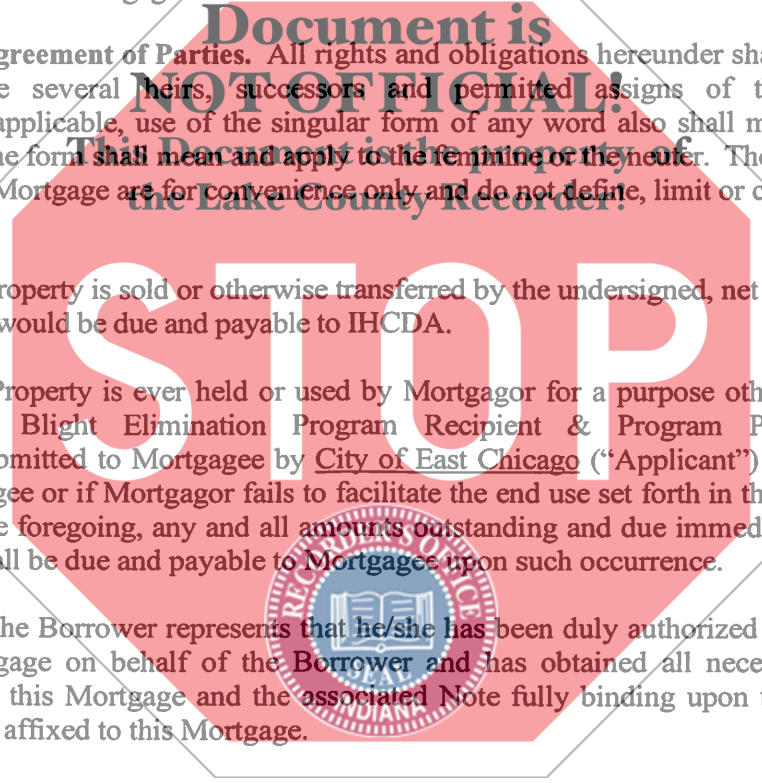 Document is
greement of Parties. All rights and obligations hereunder sha
NOT OFFICIAL!
e several heirs, successors and permitted assigns of t
applicable, use of the singular form of any word also shall m
This Document is the property of
ne form shall mean and apply to the feminine or the neuter. The
the Lake County Recorder!
Mortgage are for convenience only and do not define, limit or c
STOP
roperty is sold or otherwise transferred by the undersigned, net
would be due and payable to IHCDA.
Property is ever held or used by Mortgagor for a purpose oth
Blight Elimination Program Recipient & Program P
bmitted to Mortgagee by City of East Chicago (“Applicant”)
gee or if Mortgagor fails to facilitate the end use set forth in th
e foregoing, any and all amounts outstanding and due immed
all be due and payable to Mortgagee upon such occurrence.
RECORDER'S OFFICE
SEAL
INDIANA
he Borrower represents that he/she has been duly authorized
gage on behalf of the Borrower and has obtained all nece
this Mortgage and the associated Note fully binding upon t
affixed to this Mortgage.